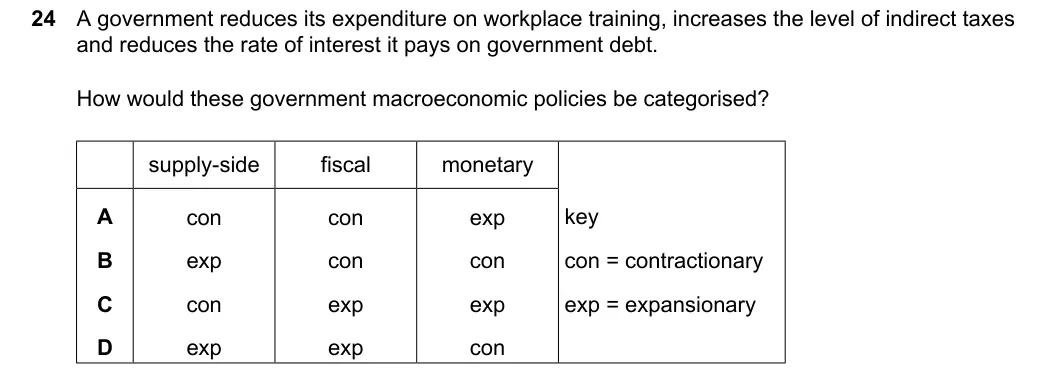 24 A government reduces its expenditure on workplace training, increases the level of indirect taxes
and reduces the rate of interest it pays on government debt.
How would these government macroeconomic policies be categorised?
supply-side fiscal monetary
A con con exp key
B exp con con con = contractionary
C con exp exp exp = expansionary
D exp exp con